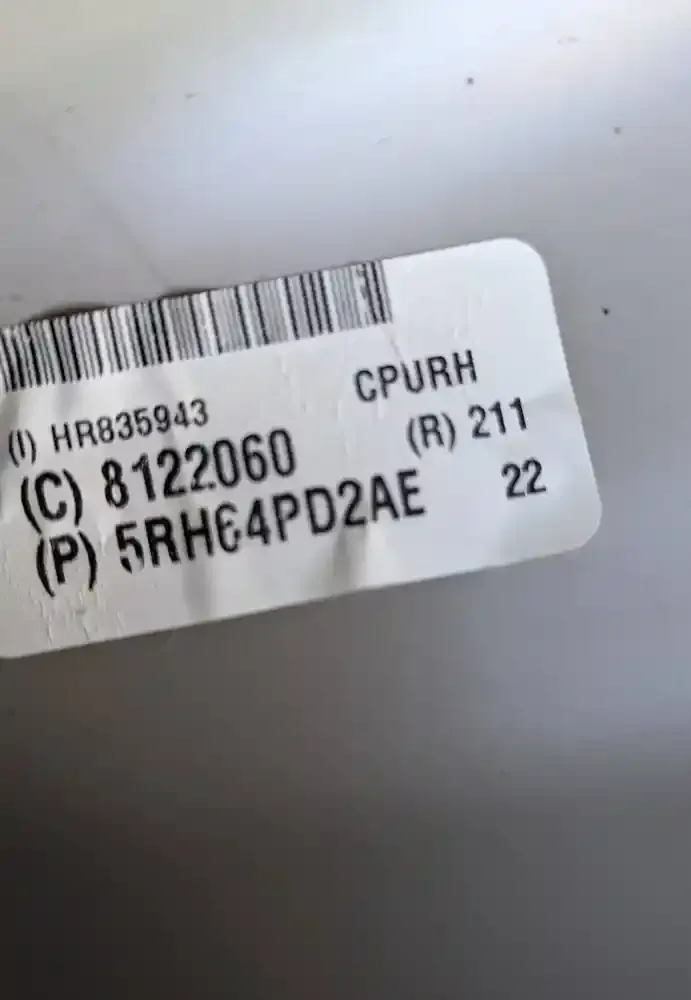 CPURH
(I) HR835943
(R) 211
(C) 8122060
22
(P) 5RH64PD2AE